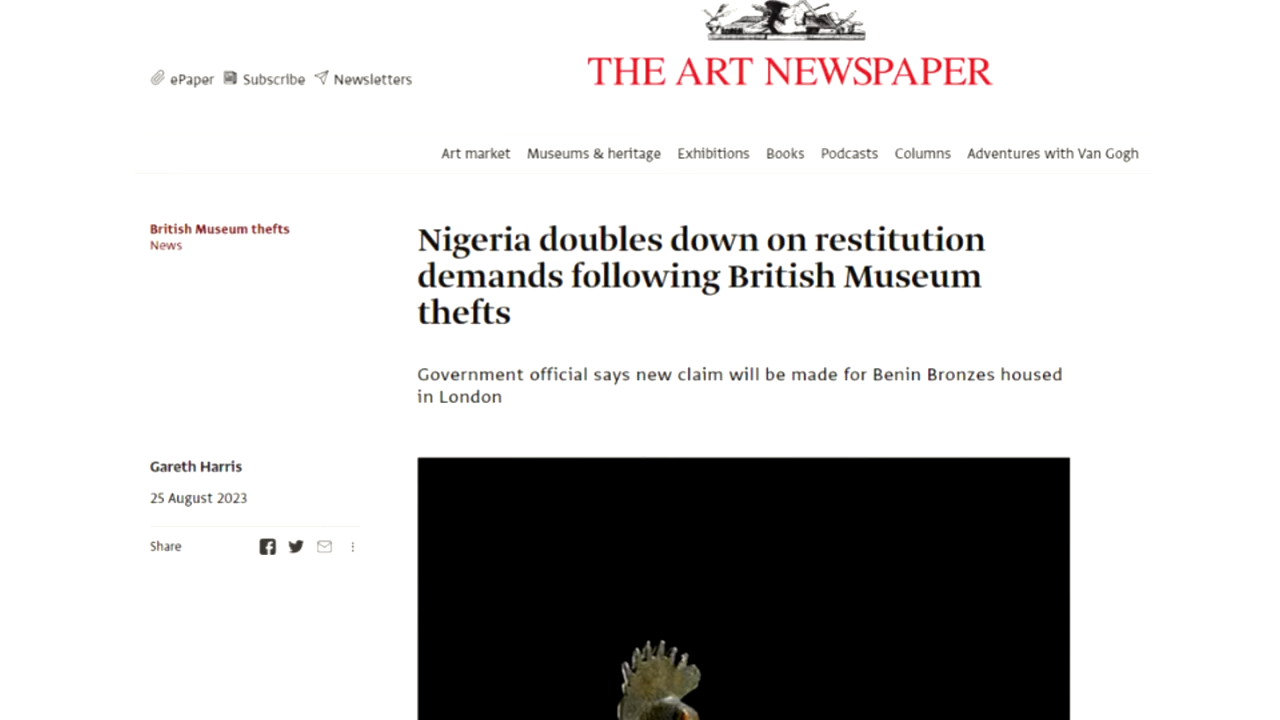 THE ART NEWSPAPER
ePaper Subscribe Newsletters
Art market Museums & heritage Exhibitions Books Podcasts Columns Adventures with Van Gogh
British Museum thefts
News
Nigeria doubles down on restitution
demands following British Museum
thefts
Government official says new claim will be made for Benin Bronzes housed
in London
Gareth Harris
25 August 2023
Share